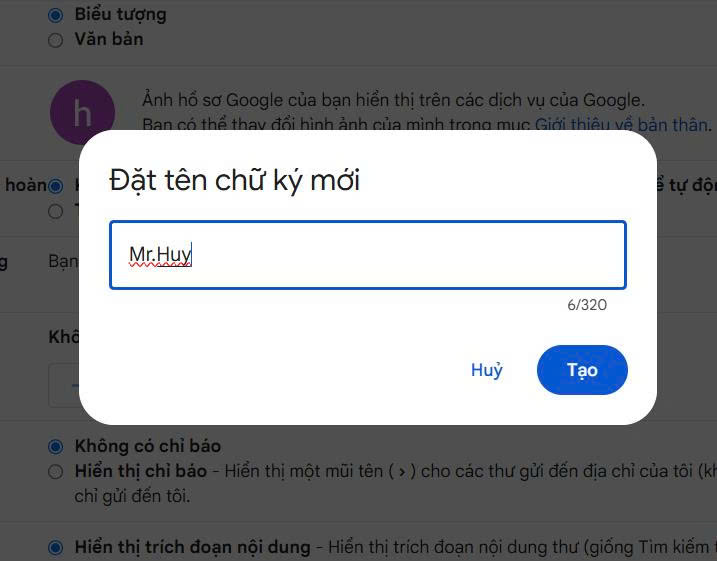 Biểu tượng
Văn bản
h
Ảnh hồ sơ Google của bạn hiển thị trên các dịch vụ của Google.
Bạn có thể thay đổi hình ảnh của mình trong mục Giới thiệu về bản thân.
Đặt tên chữ ký mới
hoàn
ể tự độn
Mr.Huy
g
Bạn
6/320
Khô
Huỷ
Tạo
Không có chỉ báo
Hiển thị chỉ báo - Hiển thị một mũi tên ( › ) cho các thư gửi đến địa chỉ của tôi (kh
chỉ gửi đến tôi.
Hiển thị trích đoạn nội dung - Hiển thị trích đoạn nội dung thư (giống Tìm kiếm t